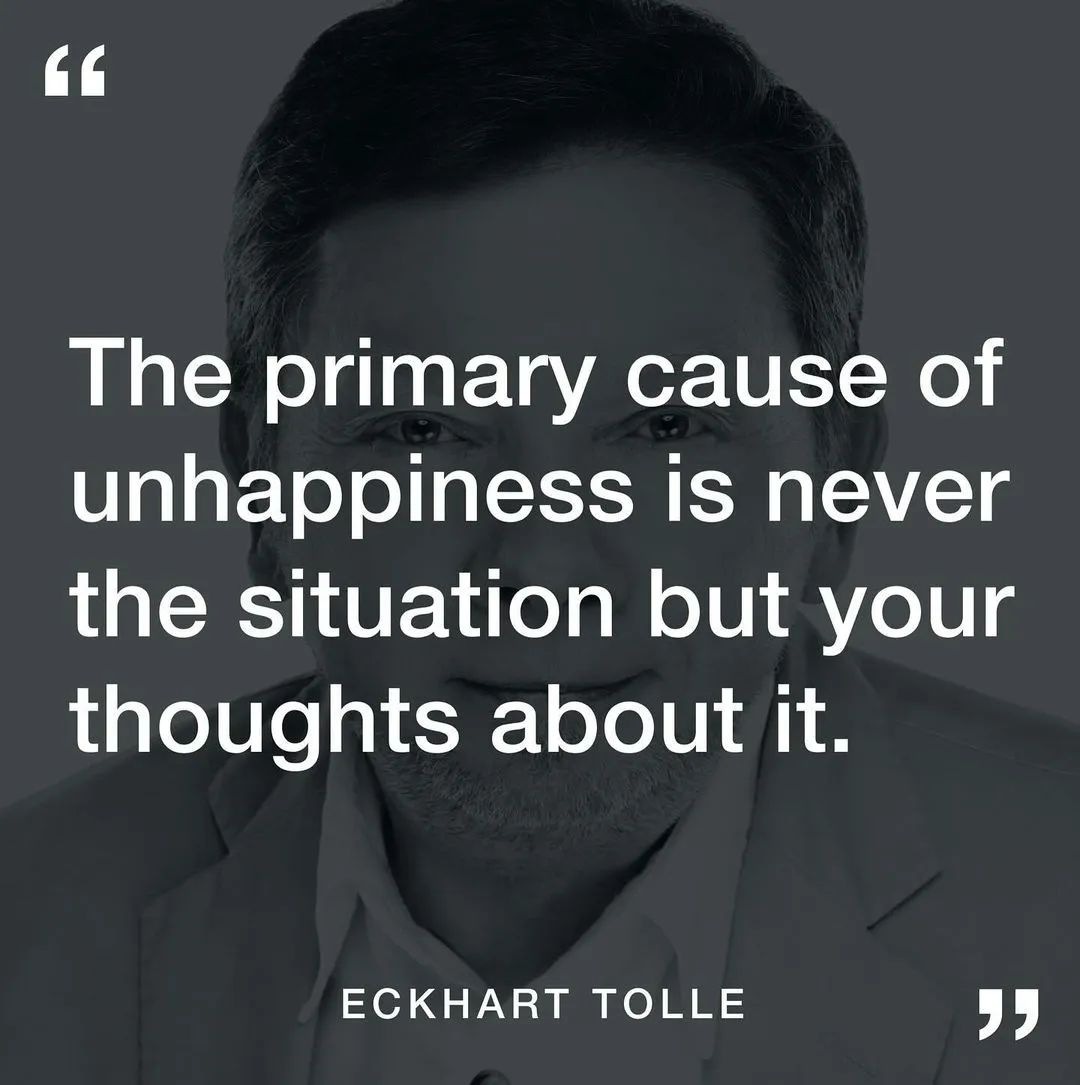 “
The primary cause of
unhappiness is never
the situation but your
thoughts about it.
ECKHART TOLLE
”